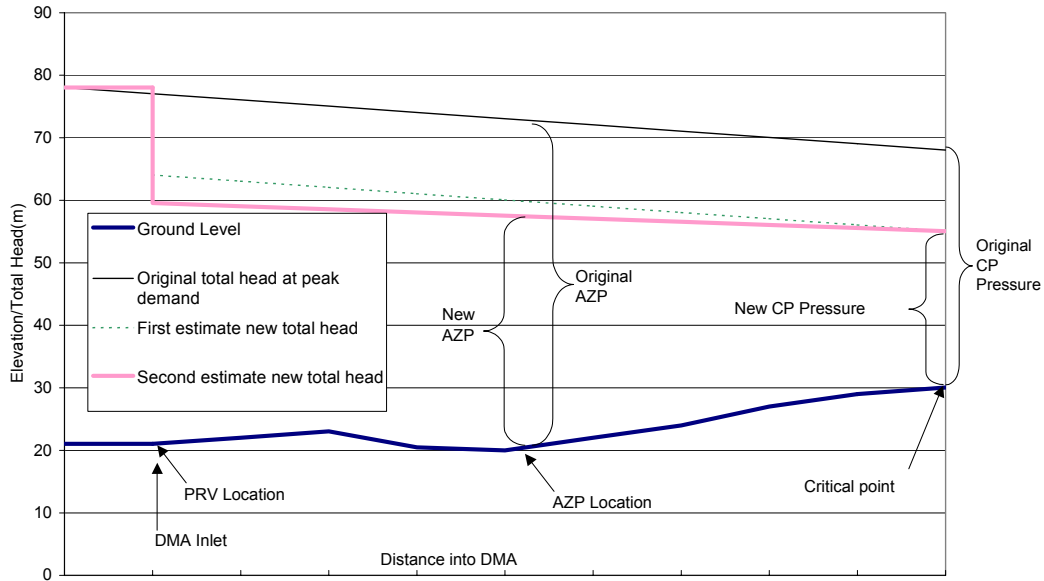 90
80
70
60
50
40
30
20
10
0
Elevation/Total Head(m)
Ground Level
Original total head at peak
demand
First estimate new total head
Second estimate new total head
New
AZP
Original
AZP
New CP Pressure
Original
CP
Pressure
PRV Location
DMA Inlet
AZP Location
Critical point
Distance into DMA